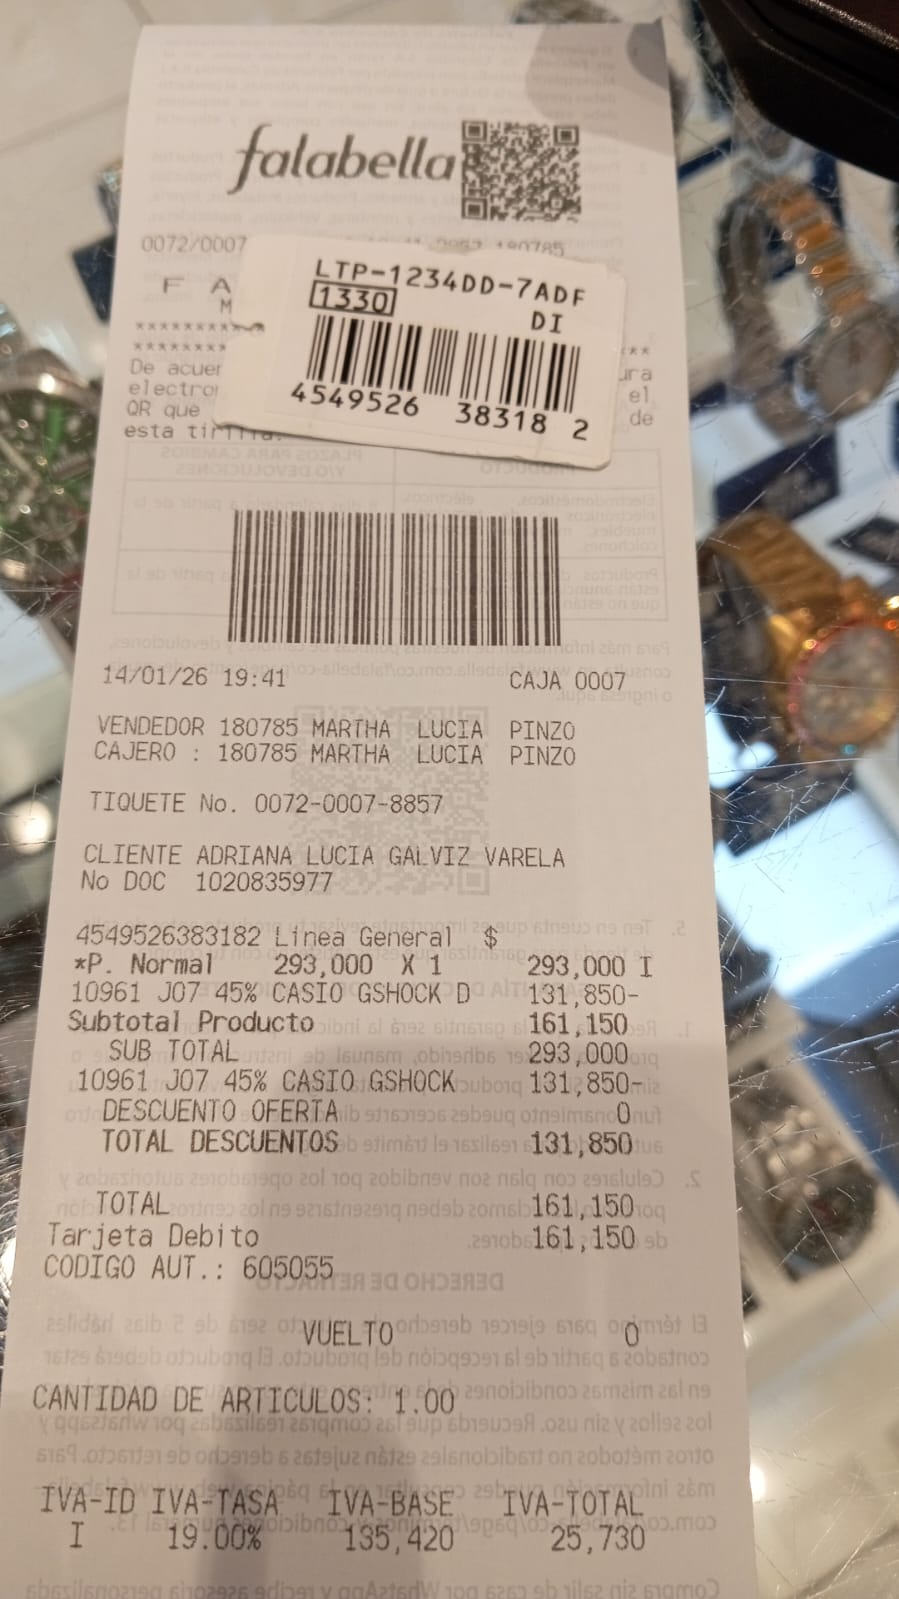 falabella
0072/0007 180785
LTP-1234DD-7ADF
1330
DI
4549526 38318 2
F A
M
**********
********* **
De acuer ura
electro el
QR que de
esta tirilla.
14/01/26 19:41 CAJA 0007
VENDEDOR 180785 MARTHA LUCIA PINZO
CAJERO : 180785 MARTHA LUCIA PINZO
TIQUETE No. 0072-0007-8857
CLIENTE ADRIANA LUCIA GALVIZ VARELA
No DOC 1020835977
4549526383182 Linea General $
*P. Normal 293,000 X 1 293,000 I
10961 J07 45% CASIO GSHOCK D 131,850-
Subtotal Producto 161,150
SUB TOTAL 293,000
10961 J07 45% CASIO GSHOCK 131,850-
DESCUENTO OFERTA 0
TOTAL DESCUENTOS 131,850
TOTAL 161,150
Tarjeta Debito 161,150
CODIGO AUT.: 605055
VUELTO 0
CANTIDAD DE ARTICULOS: 1.00
IVA-ID IVA-TASA IVA-BASE IVA-TOTAL
I 19.00% 135,420 25,730